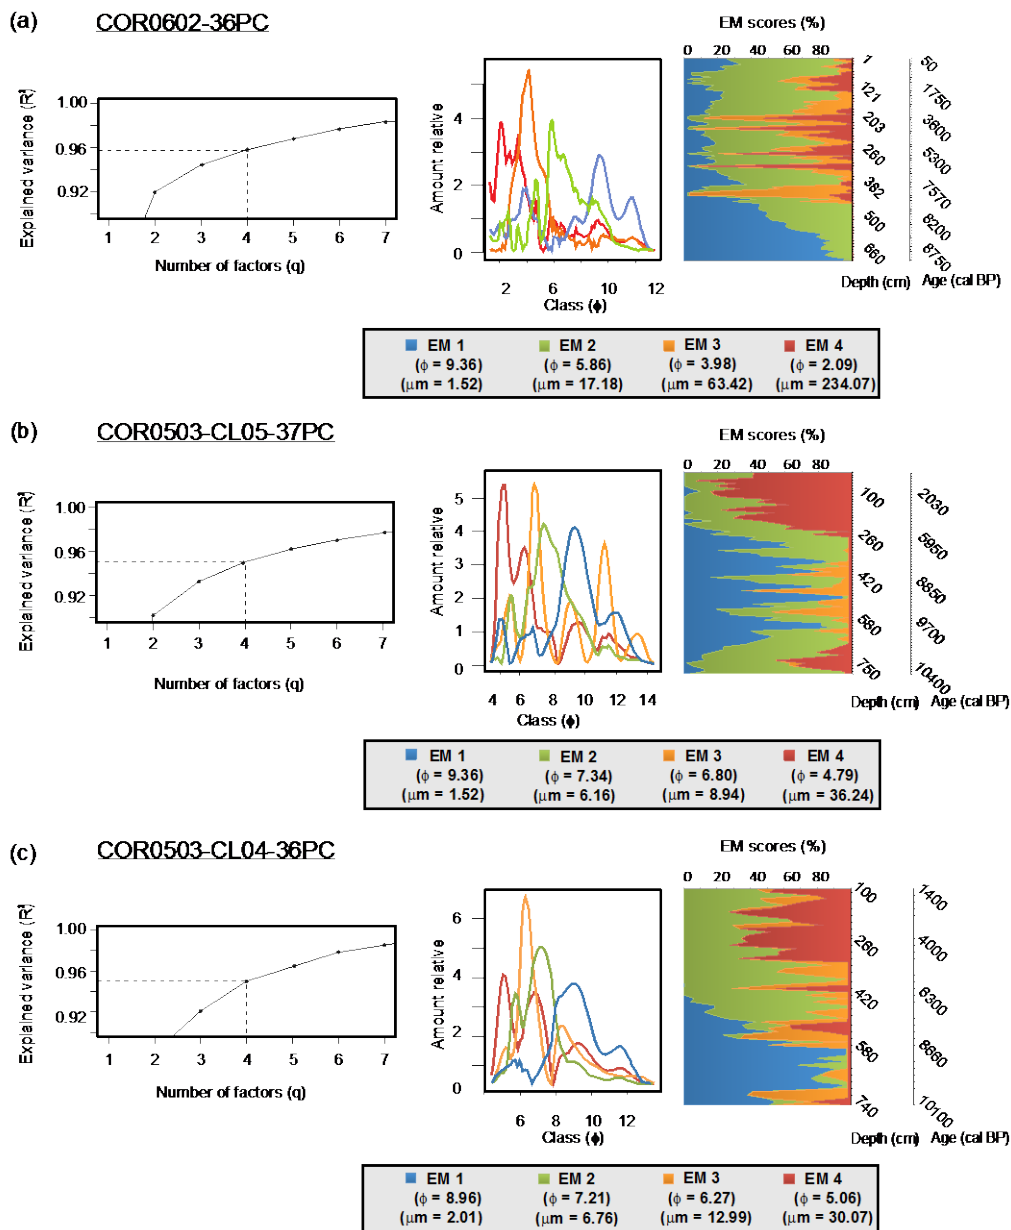 (a) COR0602-36PC
EM scores (%)
0 20 40 60 80
Explained variance (R²)
1.00
0.96
0.92
1 2 3 4 5 6 7
Number of factors (q)
Amount relative
4
2
0
2 6 10 12
Class (ϕ)
1
121
203
260
382
500
660
Depth (cm)
50
1750
3600
5300
7570
8200
8750
Age (cal BP)
EM 1 EM 2 EM 3 EM 4
(ϕ = 9.36) (ϕ = 5.86) (ϕ = 3.98) (ϕ = 2.09)
(μm = 1.52) (μm = 17.18) (μm = 63.42) (μm = 234.07)
(b) COR0503-CL05-37PC
EM scores (%)
0 20 40 60 80
Explained variance (R²)
1.00
0.96
0.92
1 2 3 4 5 6 7
Number of factors (q)
Amount relative
5
4
3
2
1
0
4 6 8 10 12 14
Class (ϕ)
100
260
420
580
750
Depth (cm)
2030
5950
8850
9700
10400
Age (cal BP)
EM 1 EM 2 EM 3 EM 4
(ϕ = 9.36) (ϕ = 7.34) (ϕ = 6.80) (ϕ = 4.79)
(μm = 1.52) (μm = 6.16) (μm = 8.94) (μm = 36.24)
(c) COR0503-CL04-36PC
EM scores (%)
0 20 40 60 80
Explained variance (R²)
1.00
0.96
0.92
1 2 3 4 5 6 7
Number of factors (q)
Amount relative
6
4
2
0
6 8 10 12
Class (ϕ)
100
260
420
580
740
Depth (cm)
1400
4000
8660
10100
Age (cal BP)
EM 1 EM 2 EM 3 EM 4
(ϕ = 8.96) (ϕ = 7.21) (ϕ = 6.27) (ϕ = 5.06)
(μm = 2.01) (μm = 6.76) (μm = 12.99) (μm = 30.07)